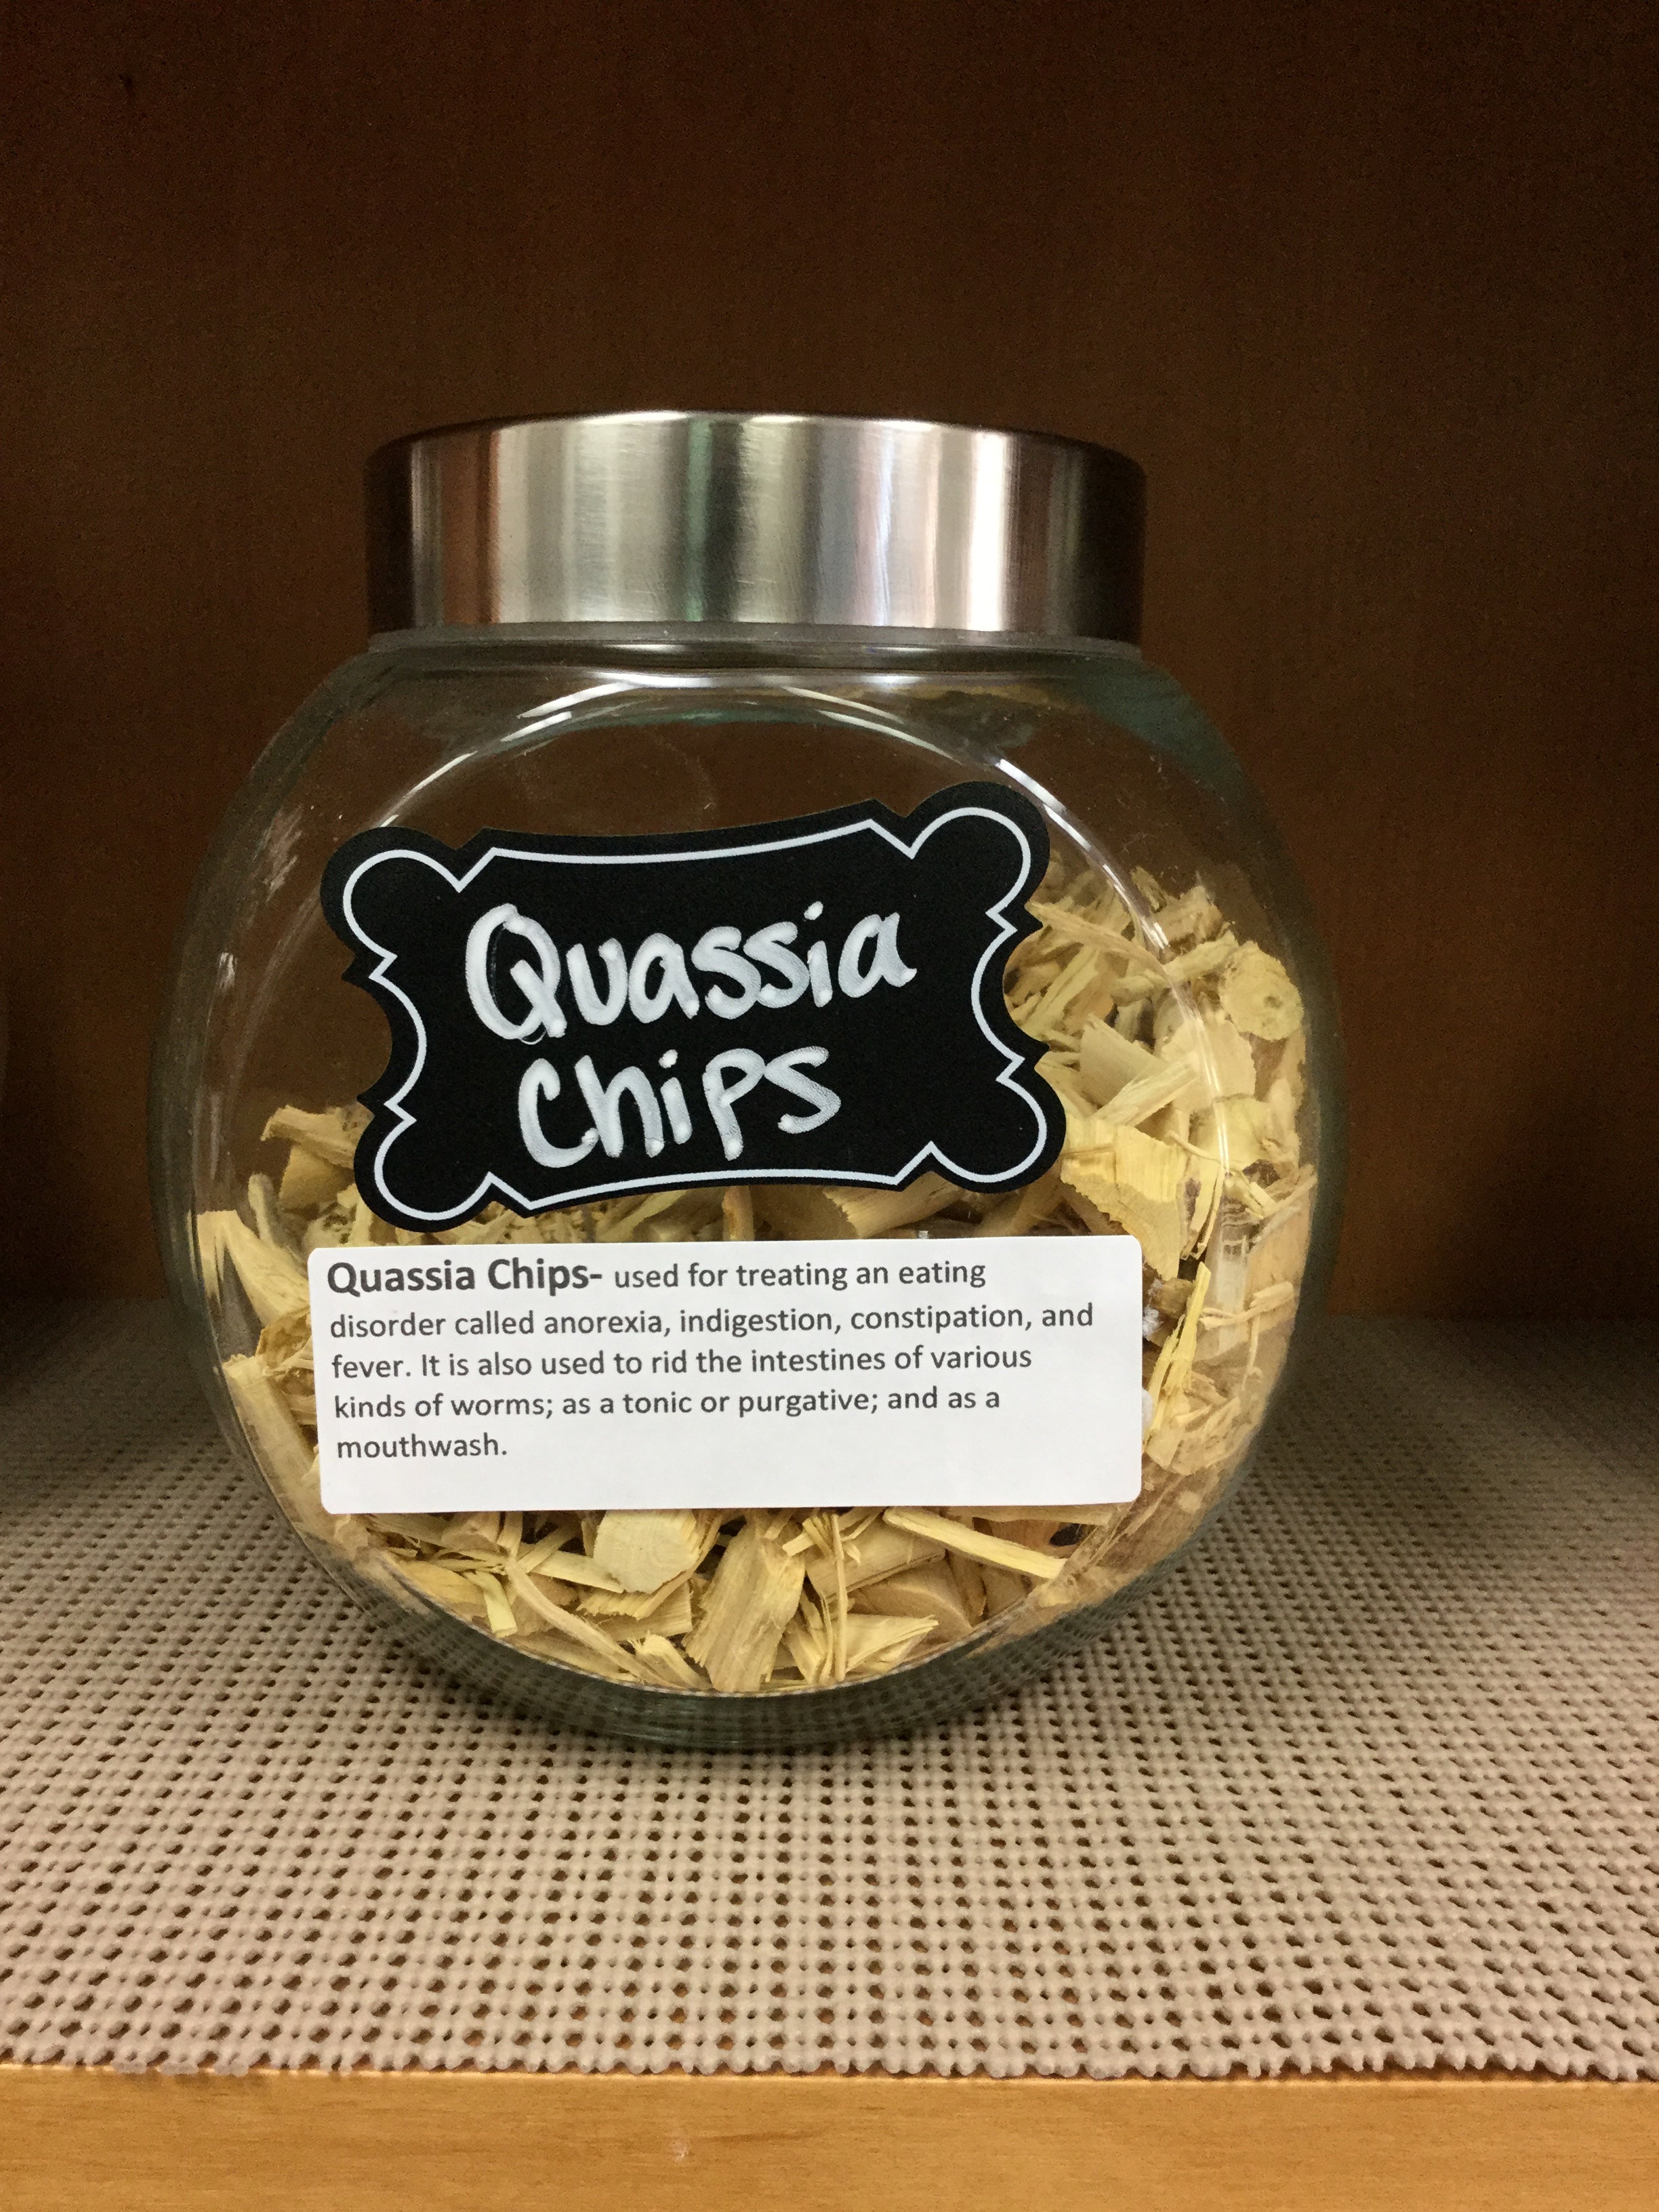 Quassia
Chips
Quassia Chips- used for treating an eating
disorder called anorexia, indigestion, constipation, and
fever. It is also used to rid the intestines of various
kinds of worms; as a tonic or purgative; and as a
mouthwash.